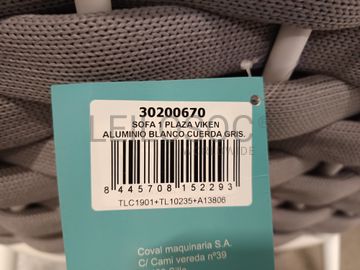 30200670
SOFA 1 PLAZA VIKEN
ALUMINIO BLANCO CUERDA GRIS.
8 445708 152293
TLC1901+TL10235+A13806
Coval maquinaria S.A.
C/ Cami vereda nº39